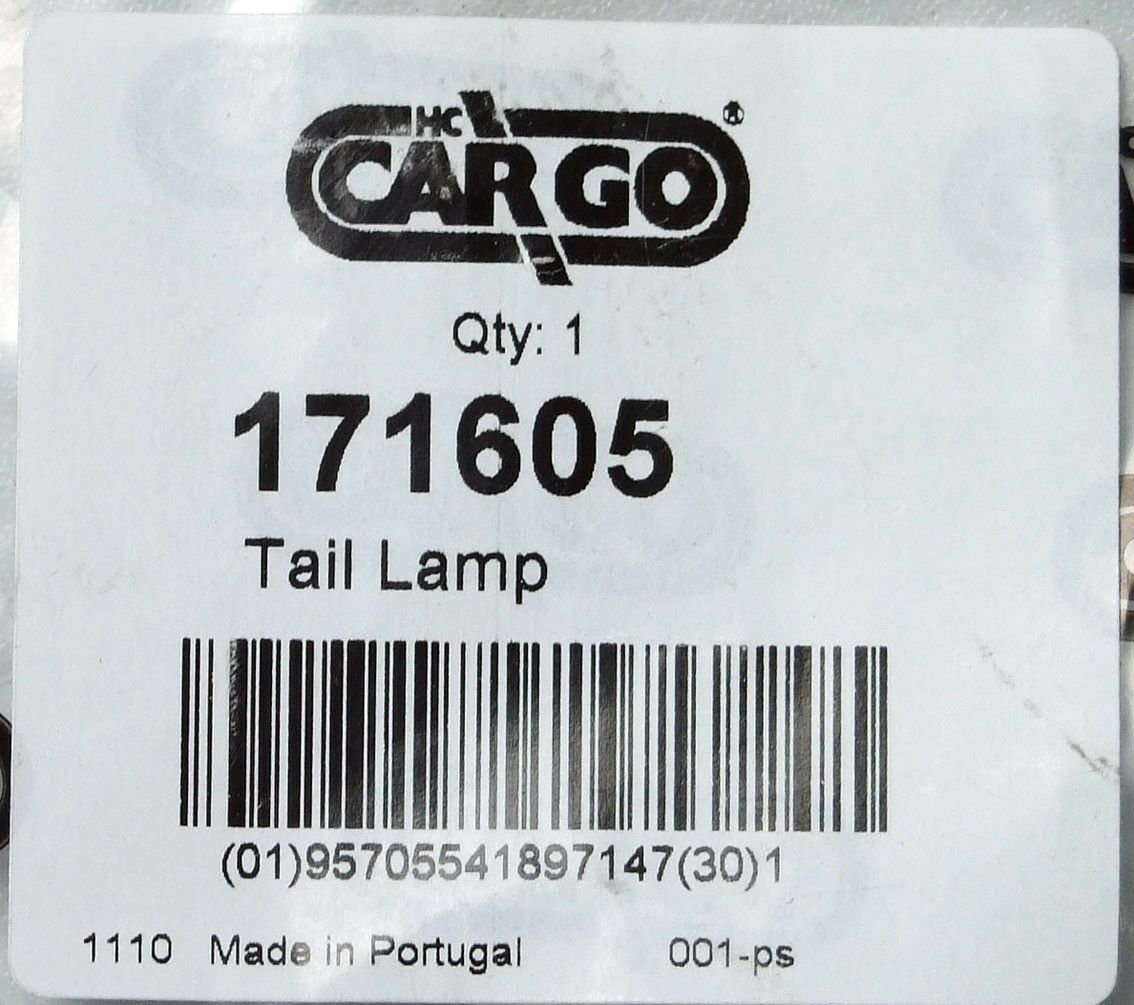 HC
CARGO®
Qty: 1
171605
Tail Lamp
(01)95705541897147(30)1
1110 Made in Portugal 001-ps